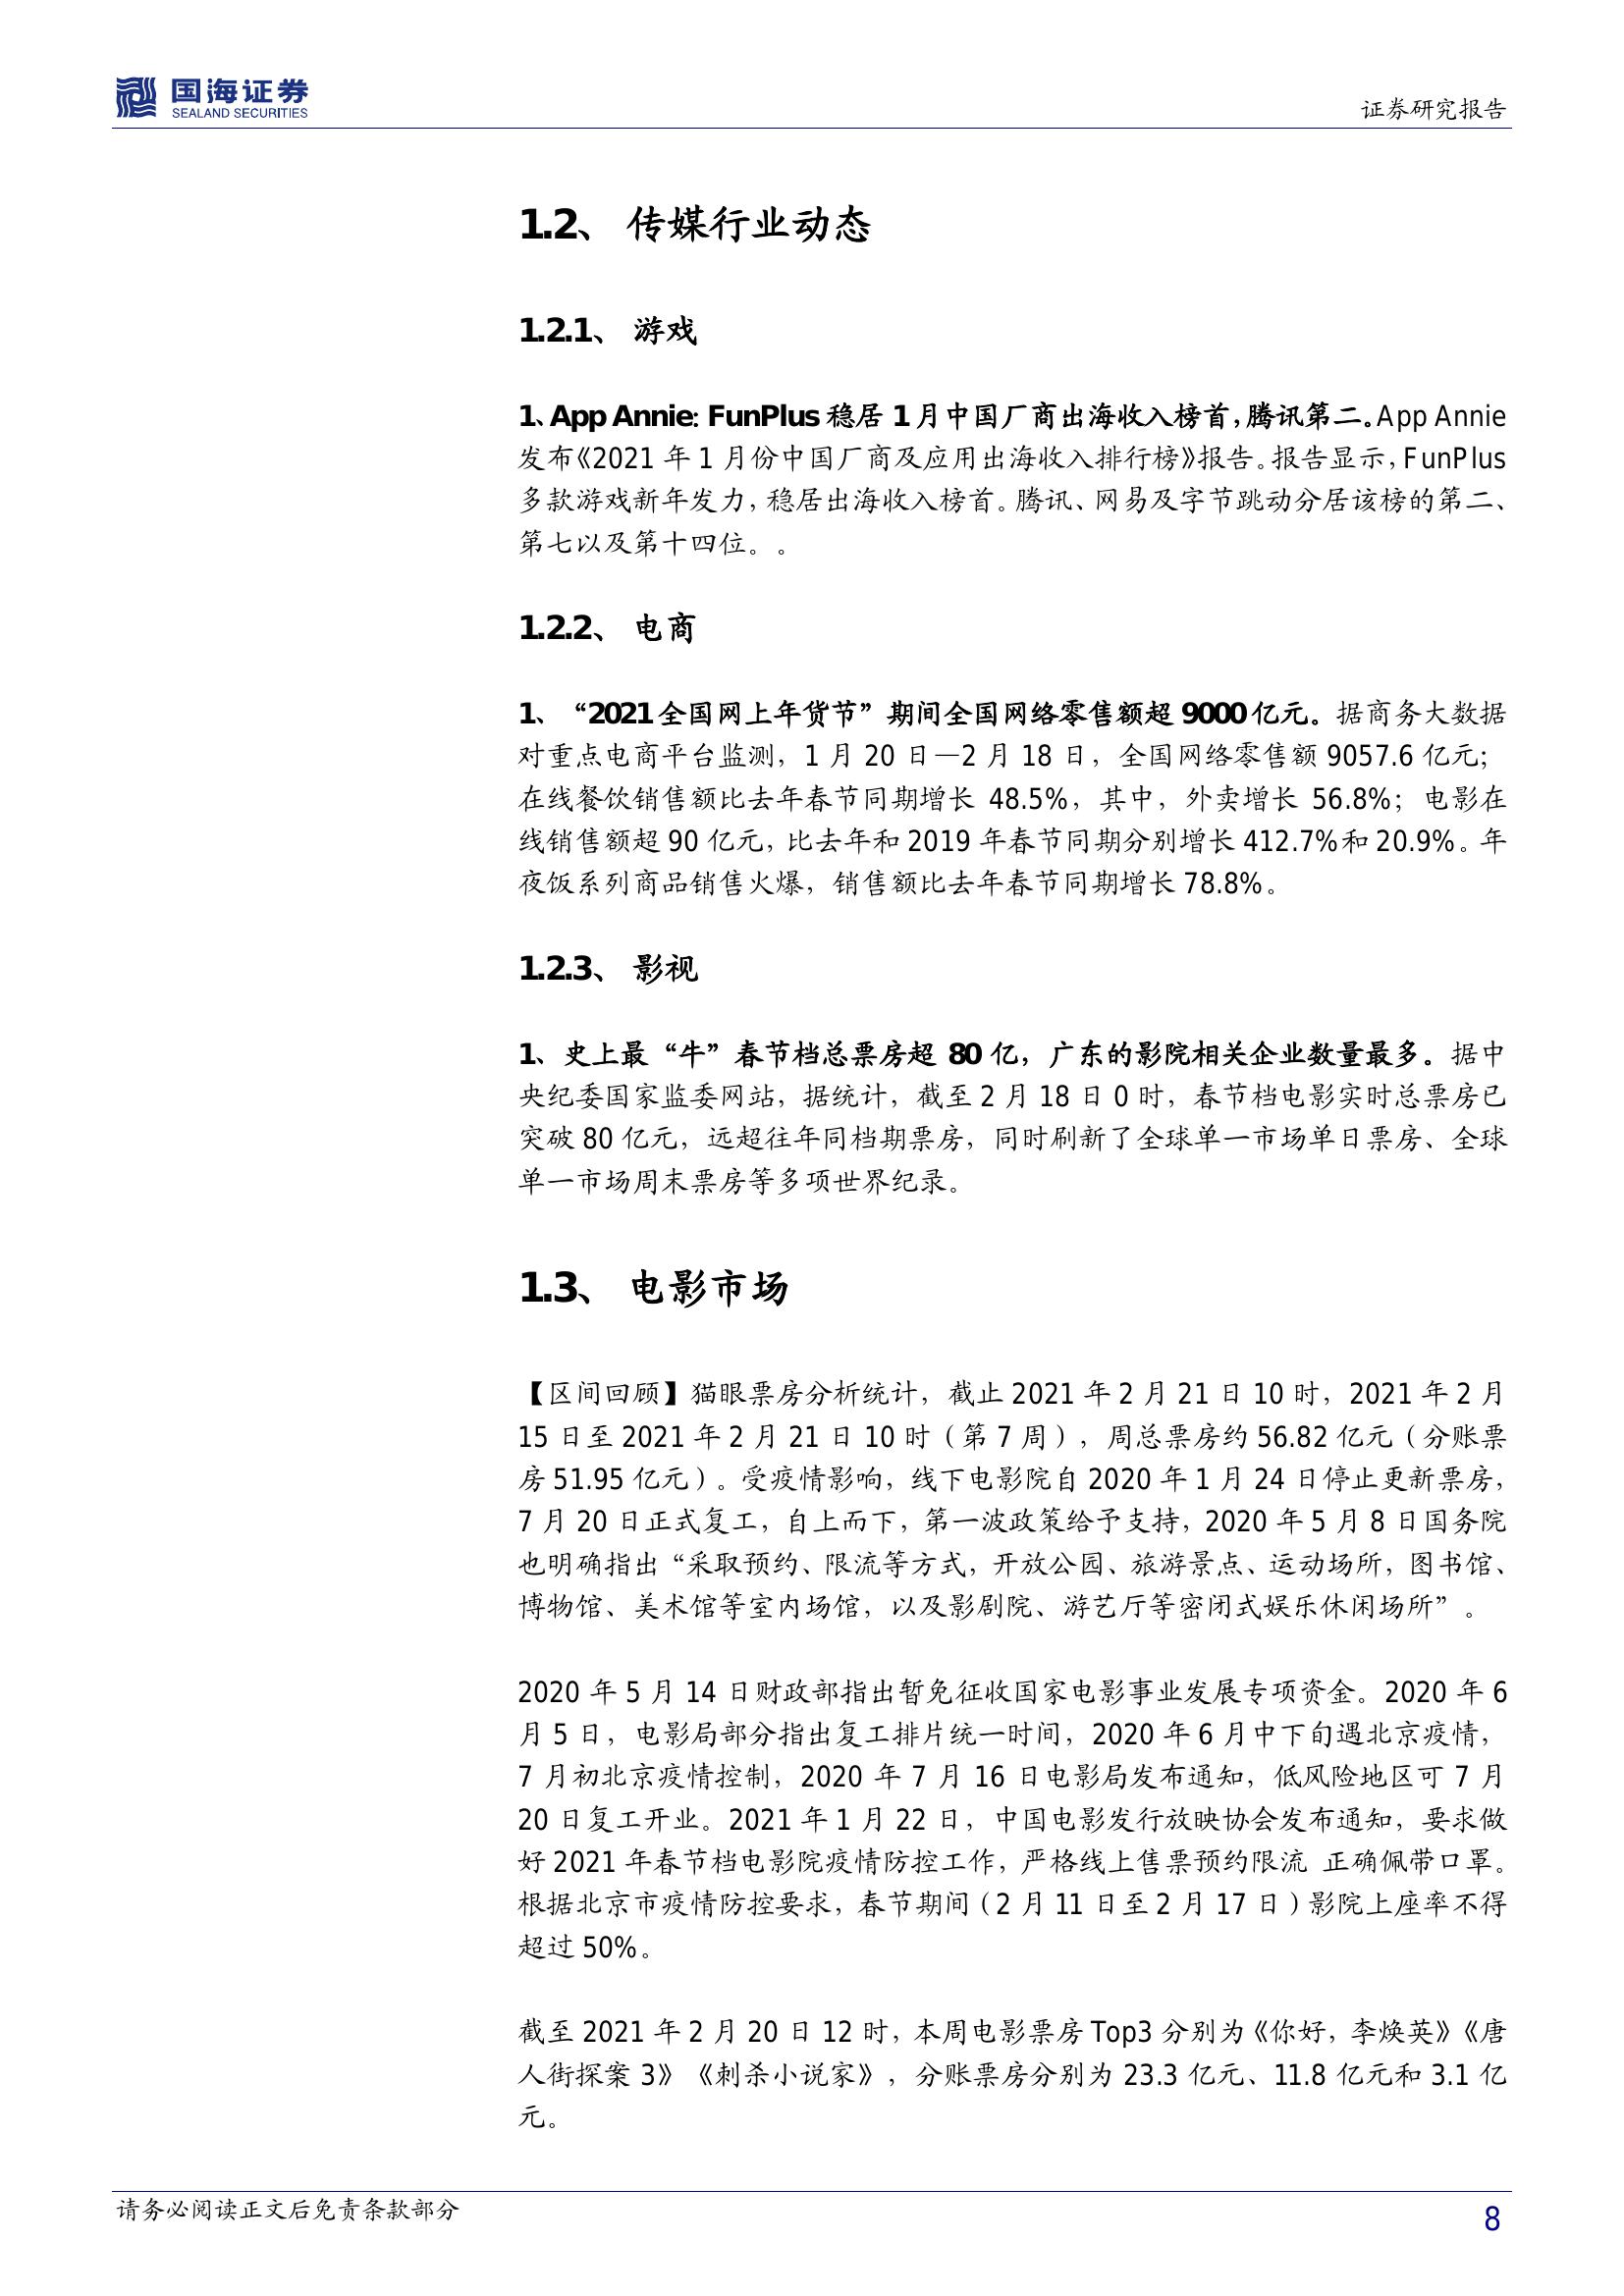 国海证券
SEALAND SECURITIES
证券研究报告
1.2、 传媒行业动态
1.2.1、 游戏
1、App Annie：FunPlus 稳居 1 月中国厂商出海收入榜首，腾讯第二。App Annie
发布《2021 年 1 月份中国厂商及应用出海收入排行榜》报告。报告显示，FunPlus
多款游戏新年发力，稳居出海收入榜首。腾讯、网易及字节跳动分居该榜的第二、
第七以及第十四位。。
1.2.2、 电商
1、“2021 全国网上年货节”期间全国网络零售额超 9000 亿元。据商务大数据
对重点电商平台监测，1 月 20 日—2 月 18 日，全国网络零售额 9057.6 亿元；
在线餐饮销售额比去年春节同期增长 48.5%，其中，外卖增长 56.8%；电影在
线销售额超 90 亿元，比去年和 2019 年春节同期分别增长 412.7%和 20.9%。年
夜饭系列商品销售火爆，销售额比去年春节同期增长 78.8%。
1.2.3、 影视
1、史上最“牛”春节档总票房超 80 亿，广东的影院相关企业数量最多。据中
央纪委国家监委网站，据统计，截至 2 月 18 日 0 时，春节档电影实时总票房已
突破 80 亿元，远超往年同档期票房，同时刷新了全球单一市场单日票房、全球
单一市场周末票房等多项世界纪录。
1.3、 电影市场
【区间回顾】猫眼票房分析统计，截止 2021 年 2 月 21 日 10 时，2021 年 2 月
15 日至 2021 年 2 月 21 日 10 时（第 7 周），周总票房约 56.82 亿元（分账票
房 51.95 亿元）。受疫情影响，线下电影院自 2020 年 1 月 24 日停止更新票房，
7 月 20 日正式复工，自上而下，第一波政策给予支持，2020 年 5 月 8 日国务院
也明确指出“采取预约、限流等方式，开放公园、旅游景点、运动场所，图书馆、
博物馆、美术馆等室内场馆，以及影剧院、游艺厅等密闭式娱乐休闲场所”。
2020 年 5 月 14 日财政部指出暂免征收国家电影事业发展专项资金。2020 年 6
月 5 日，电影局部分指出复工排片统一时间，2020 年 6 月中下旬遇北京疫情，
7 月初北京疫情控制，2020 年 7 月 16 日电影局发布通知，低风险地区可 7 月
20 日复工开业。2021 年 1 月 22 日，中国电影发行放映协会发布通知，要求做
好 2021 年春节档电影院疫情防控工作，严格线上售票预约限流 正确佩带口罩。
根据北京市疫情防控要求，春节期间（2 月 11 日至 2 月 17 日）影院上座率不得
超过 50%。
截至 2021 年 2 月 20 日 12 时，本周电影票房 Top3 分别为《你好，李焕英》《唐
人街探案 3》《刺杀小说家》，分账票房分别为 23.3 亿元、11.8 亿元和 3.1 亿
元。
请务必阅读正文后免责条款部分
8